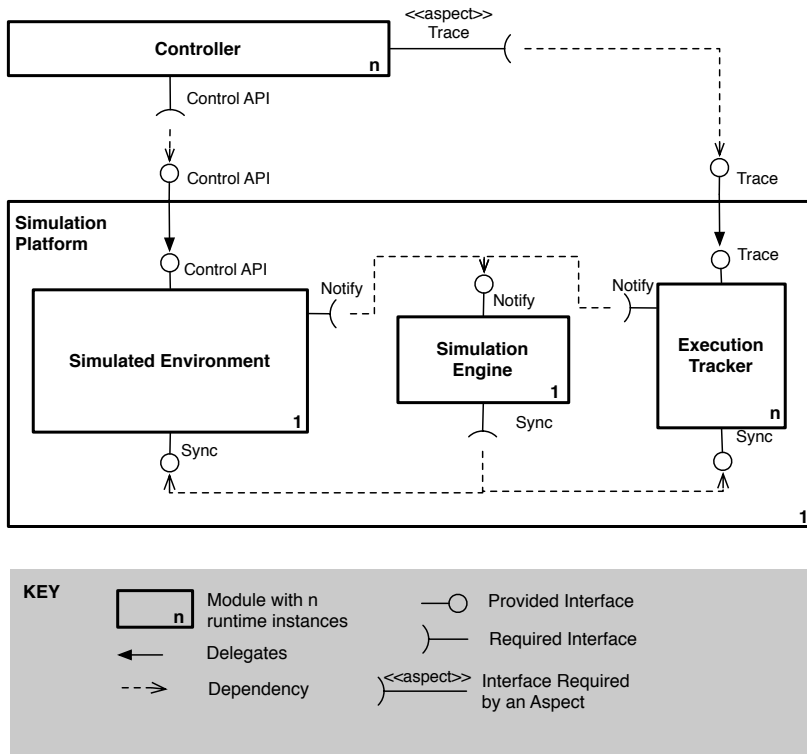 <<aspect>>
Trace
Controller
n
Control API
Control API
Trace
Simulation
Platform
Control API
Trace
Notify
Notify
Notify
Simulated Environment
1
Simulation
Engine
1
Execution
Tracker
n
Sync
Sync
Sync
1
KEY
n
Module with n
runtime instances
Provided Interface
Required Interface
Delegates
Dependency
<<aspect>>
Interface Required
by an Aspect